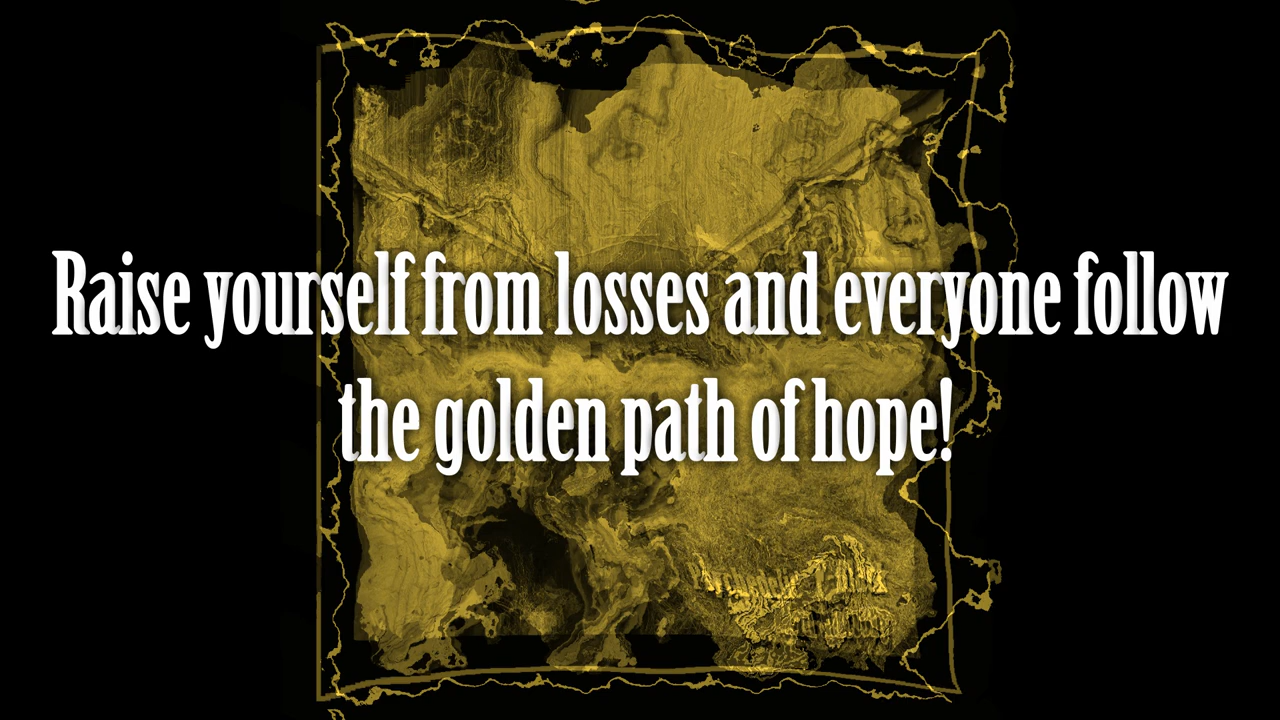 Raise yourself from losses and everyone follow
the golden path of hope!